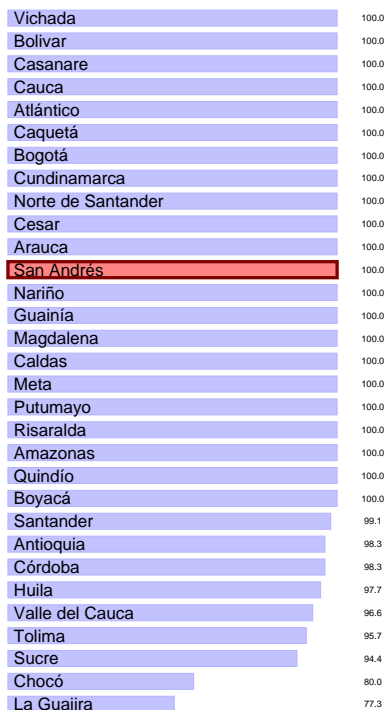 Vichada 100.0
Bolivar 100.0
Casanare 100.0
Cauca 100.0
Atlántico 100.0
Caquetá 100.0
Bogotá 100.0
Cundinamarca 100.0
Norte de Santander 100.0
Cesar 100.0
Arauca 100.0
San Andrés 100.0
Nariño 100.0
Guainía 100.0
Magdalena 100.0
Caldas 100.0
Meta 100.0
Putumayo 100.0
Risaralda 100.0
Amazonas 100.0
Quindío 100.0
Boyacá 100.0
Santander 99.1
Antioquia 98.3
Córdoba 98.3
Huila 97.7
Valle del Cauca 96.6
Tolima 95.7
Sucre 94.4
Chocó 80.0
La Guajira 77.3